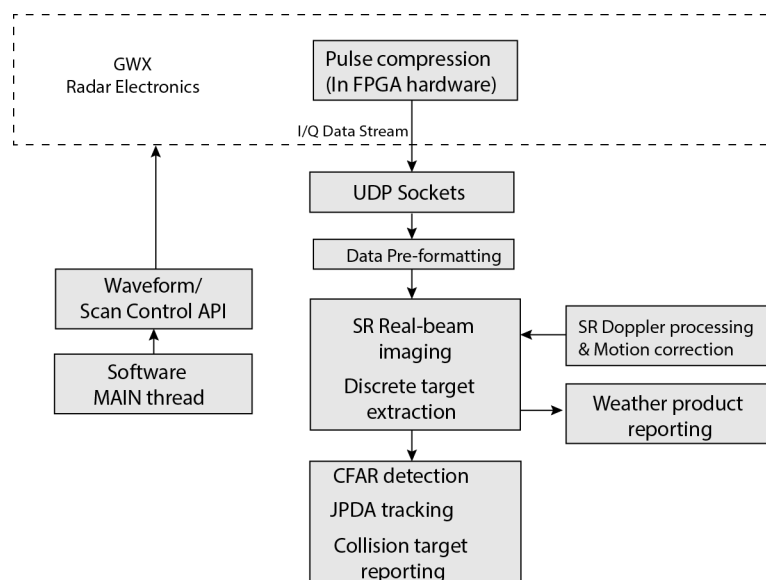 GWX
Radar Electronics
Pulse compression
(In FPGA hardware)
I/Q Data Stream
UDP Sockets
Data Pre-formatting
Waveform/
Scan Control API
Software
MAIN thread
SR Real-beam
imaging
Discrete target
extraction
SR Doppler processing
& Motion correction
Weather product
reporting
CFAR detection
JPDA tracking
Collision target
reporting